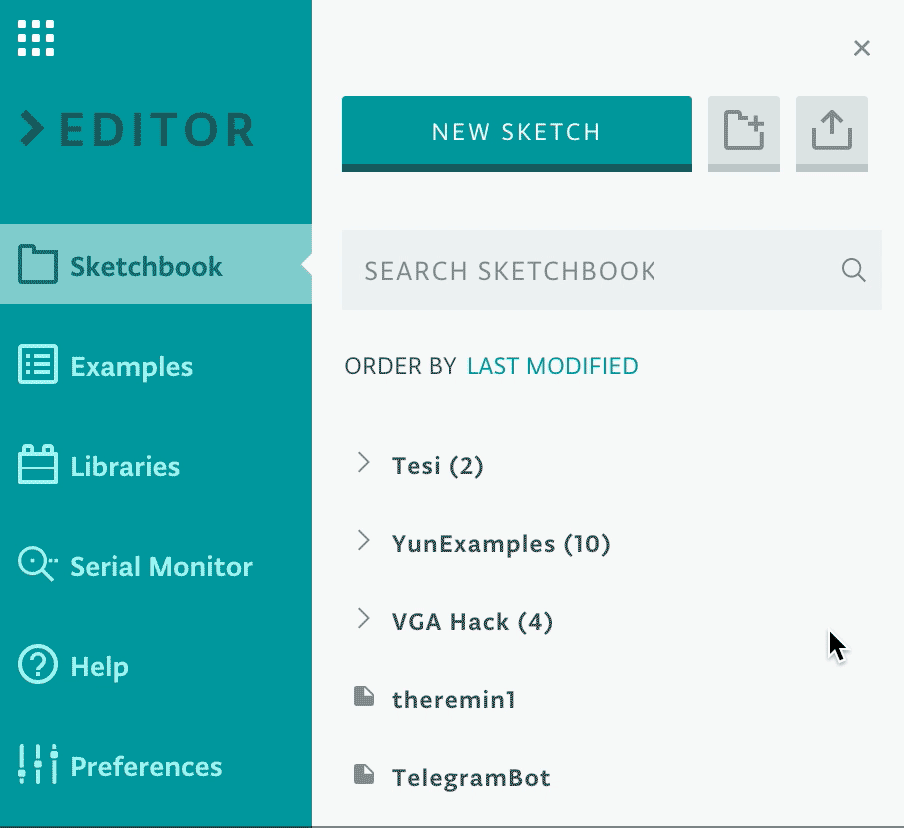 EDITOR
Sketchbook
Examples
Libraries
Serial Monitor
Help
Preferences
NEW SKETCH
SEARCH SKETCHBOOK
ORDER BY LAST MODIFIED
Tesi (2)
YunExamples (10)
VGA Hack (4)
theremin1
TelegramBot